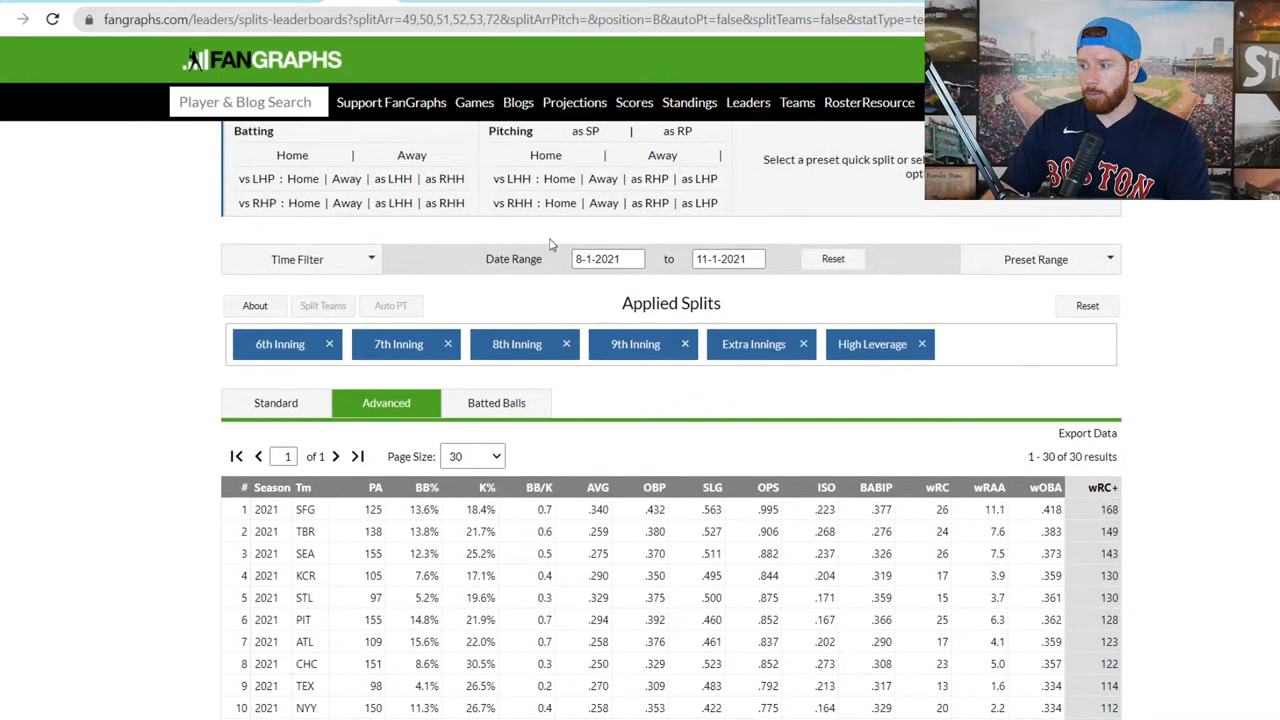 fangraphs.com/leaders/splits-leaderboards?splitArr=49,50,51,52,53,72&splitArrPitch=&position=B&autoPt=false&splitTeams=false&statType=te
FANGRAPHS
Player & Blog Search Support FanGraphs Games Blogs Projections Scores Standings Leaders Teams RosterResource
BOSTON
Batting Pitching as SP | as RP
Home | Away Home | Away |
vs LHP : Home | Away | as LHH | as RHH vs LHH : Home | Away | as RHP | as LHP
vs RHP : Home | Away | as LHH | as RHH vs RHH : Home | Away | as RHP | as LHP
Select a preset quick split or se
opt
Time Filter Date Range 8-1-2021 to 11-1-2021 Reset Preset Range
About Split Teams Auto PT Applied Splits Reset
6th Inning × 7th Inning × 8th Inning × 9th Inning × Extra Innings × High Leverage ×
Standard Advanced Batted Balls
Export Data
1 of 1 Page Size: 30 1 - 30 of 30 results
# Season Tm PA BB% K% BB/K AVG OBP SLG OPS ISO BABIP wRC wRAA wOBA wRC+
1 2021 SFG 125 13.6% 18.4% 0.7 .340 .432 .563 .995 .223 .377 26 11.1 .418 168
2 2021 TBR 138 13.8% 21.7% 0.6 .259 .380 .527 .906 .268 .276 24 7.6 .383 149
3 2021 SEA 155 12.3% 25.2% 0.5 .275 .370 .511 .882 .237 .326 26 7.5 .373 143
4 2021 KCR 105 7.6% 17.1% 0.4 .290 .350 .495 .844 .204 .319 17 3.9 .359 130
5 2021 STL 97 5.2% 19.6% 0.3 .329 .375 .500 .875 .171 .359 15 3.7 .361 130
6 2021 PIT 155 14.8% 21.9% 0.7 .294 .392 .460 .852 .167 .366 25 6.3 .362 128
7 2021 ATL 109 15.6% 22.0% 0.7 .258 .376 .461 .837 .202 .290 17 4.1 .359 123
8 2021 CHC 151 8.6% 30.5% 0.3 .250 .329 .523 .852 .273 .308 23 5.0 .357 122
9 2021 TEX 98 4.1% 26.5% 0.2 .270 .309 .483 .792 .213 .317 13 1.6 .334 114
10 2021 NYY 150 11.3% 26.7% 0.4 .258 .353 .422 .775 .164 .329 20 2.2 .334 112